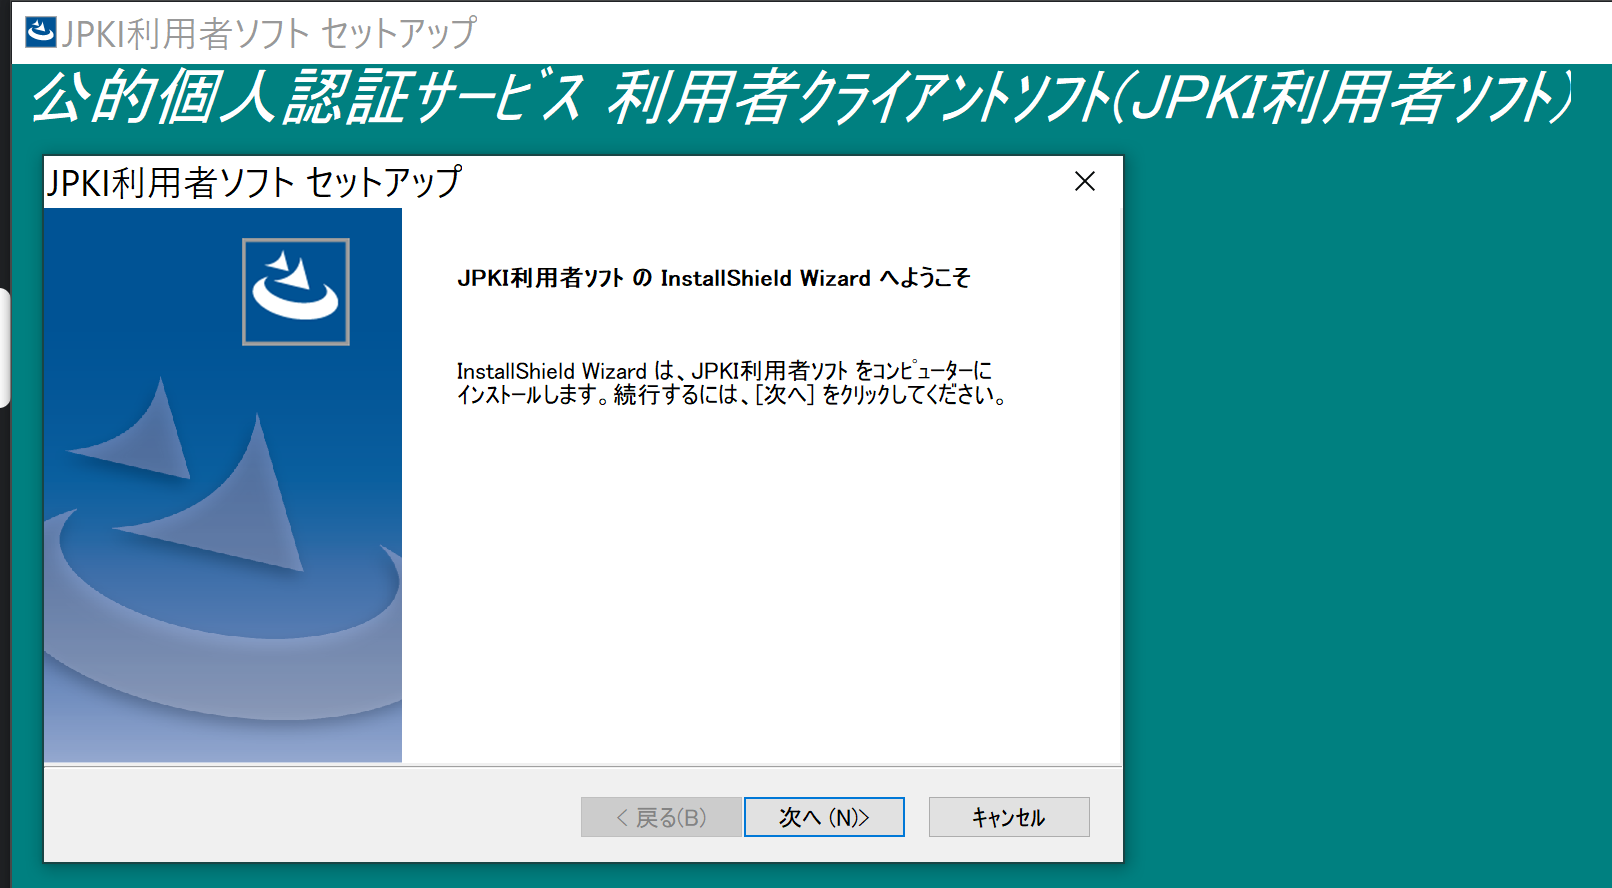 JPKI利用者ソフト セットアップ
公的個人認証サービス 利用者クライアントソフト(JPKI利用者ソフト)
JPKI利用者ソフト セットアップ
JPKI利用者ソフト の InstallShield Wizard へようこそ
InstallShield Wizard は、JPKI利用者ソフト をコンピューターに
インストールします。続行するには、[次へ] をクリックしてください。
< 戻る(B)
次へ (N)>
キャンセル